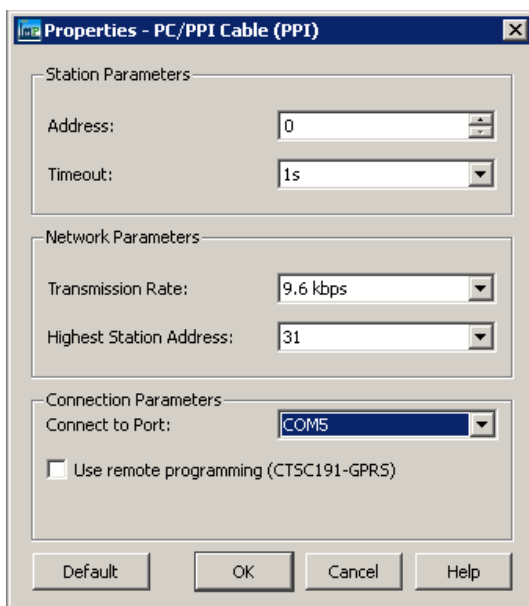 Properties - PC/PPI Cable (PPI)
Station Parameters
Address: 0
Timeout: 1s
Network Parameters
Transmission Rate: 9.6 kbps
Highest Station Address: 31
Connection Parameters
Connect to Port: COM5
Use remote programming (CTSC191-GPRS)
Default OK Cancel Help